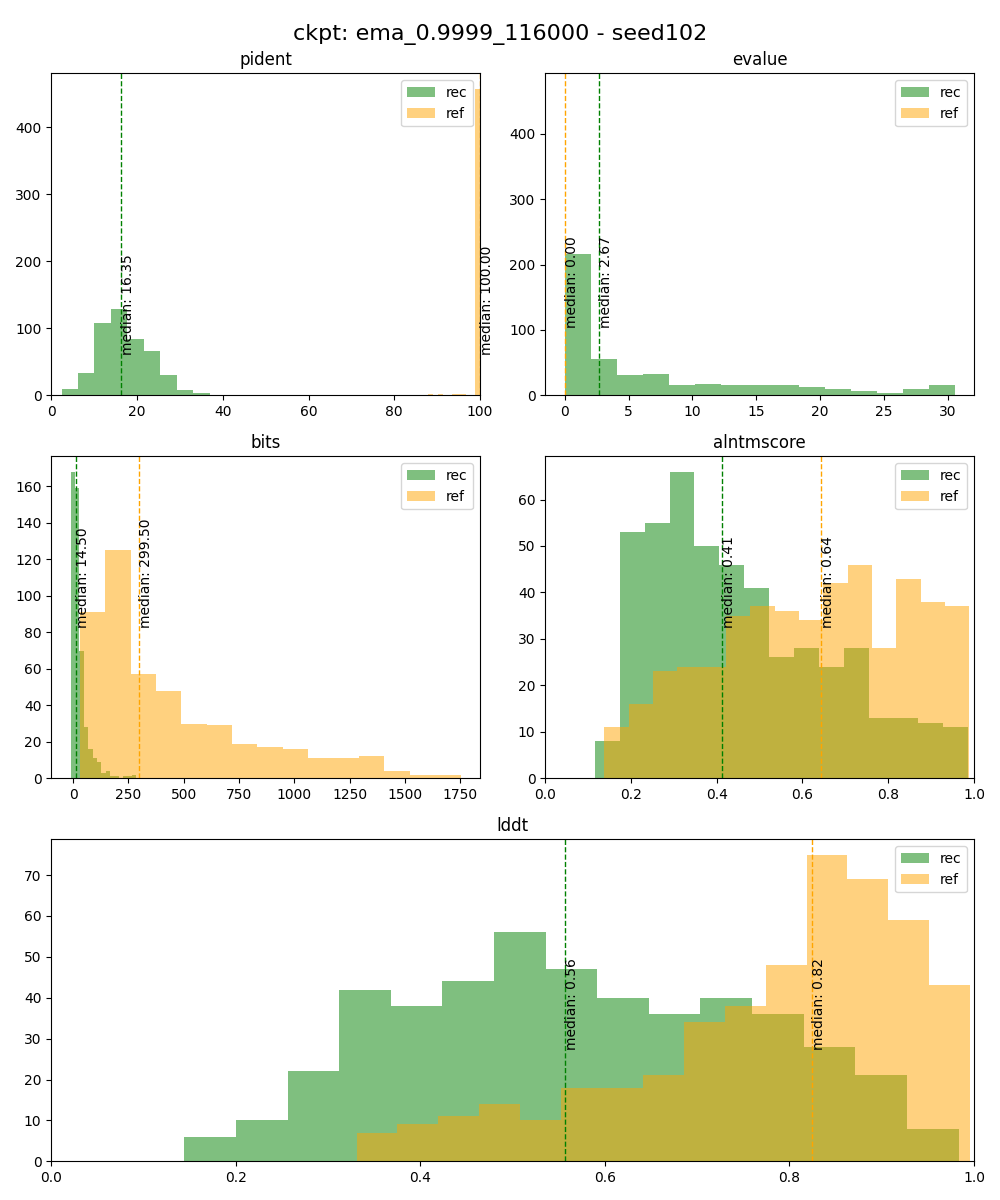 ckpt: ema_0.9999_116000 - seed102
pident
rec
ref
median: 16.35
median: 100.00
0
100
200
300
400
0 20 40 60 80 100
evalue
rec
ref
median: 0.00
median: 2.67
0
100
200
300
400
0 5 10 15 20 25 30
bits
rec
ref
median: 14.50
median: 299.50
0
20
40
60
80
100
120
140
160
0 250 500 750 1000 1250 1500 1750
alntmscore
rec
ref
median: 0.41
median: 0.64
0
10
20
30
40
50
60
0.0 0.2 0.4 0.6 0.8 1.0
lddt
rec
ref
median: 0.56
median: 0.82
0
10
20
30
40
50
60
70
0.0 0.2 0.4 0.6 0.8 1.0